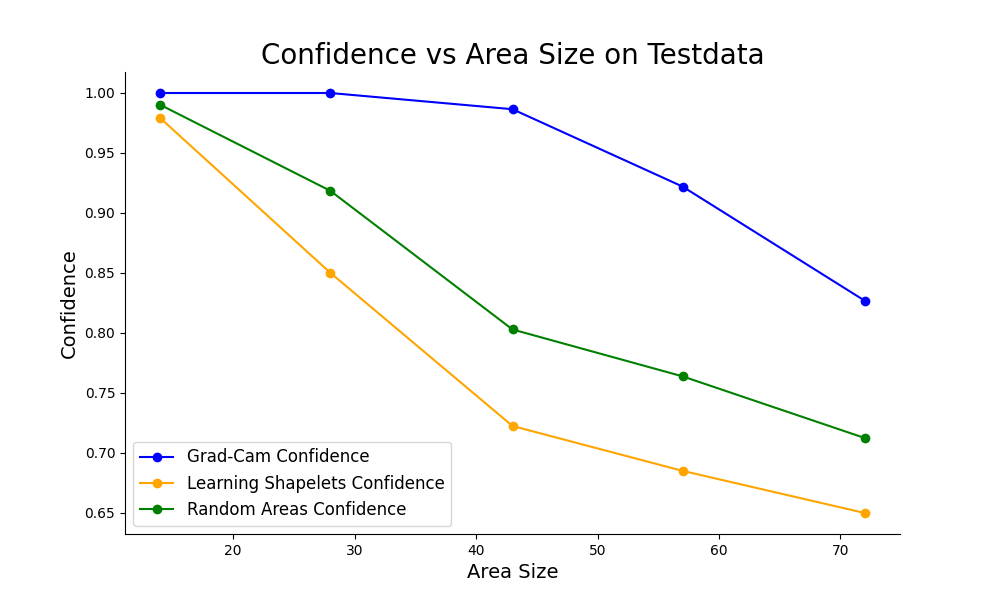 Confidence vs Area Size on Testdata
Confidence
1.00
0.95
0.90
0.85
0.80
0.75
0.70
0.65
Grad-Cam Confidence
Learning Shapelets Confidence
Random Areas Confidence
20 30 40 50 60 70
Area Size